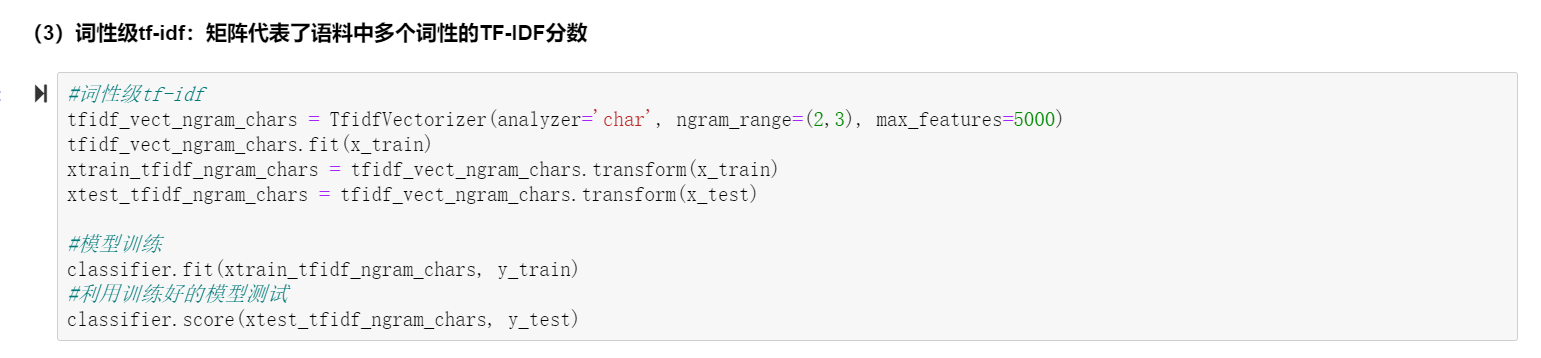 （3）词性级tf-idf：矩阵代表了语料中多个词性的TF-IDF分数
#词性级tf-idf
tfidf_vect_ngram_chars = TfidfVectorizer(analyzer='char', ngram_range=(2,3), max_features=5000)
tfidf_vect_ngram_chars.fit(x_train)
xtrain_tfidf_ngram_chars = tfidf_vect_ngram_chars.transform(x_train)
xtest_tfidf_ngram_chars = tfidf_vect_ngram_chars.transform(x_test)
#模型训练
classifier.fit(xtrain_tfidf_ngram_chars, y_train)
#利用训练好的模型测试
classifier.score(xtest_tfidf_ngram_chars, y_test)